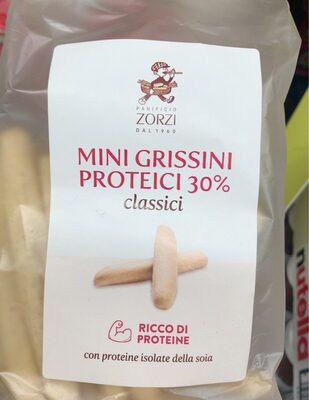 PANIFICIO
ZORZI
DAL 1960
MINI GRISSINI
PROTEICI 30%
classici
RICCO DI
PROTEINE
con proteine isolate della soia
nutella